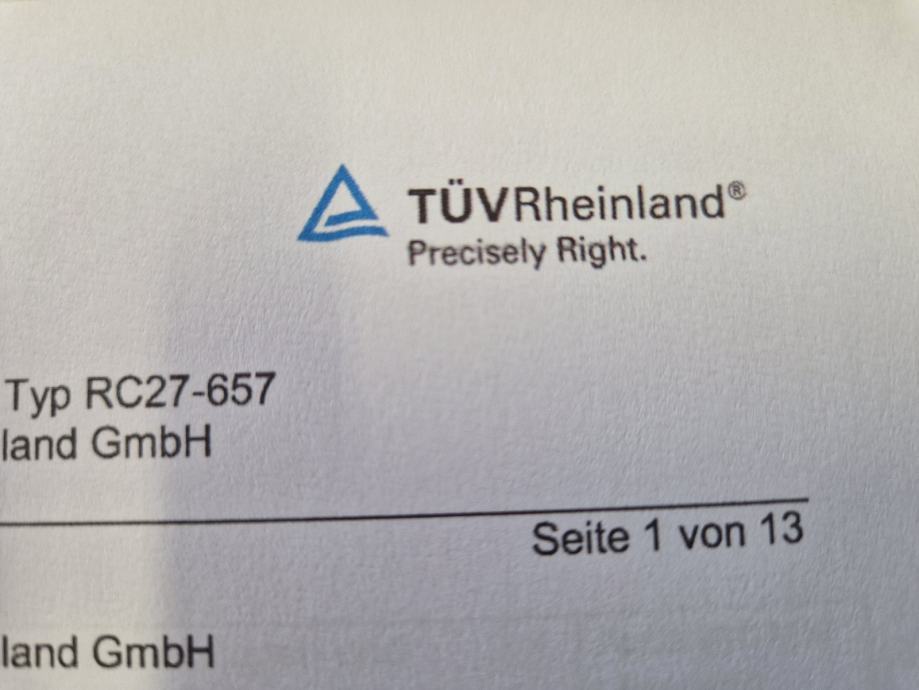 TÜVRheinland®
Precisely Right.
Typ RC27-657
land GmbH
Seite 1 von 13
land GmbH